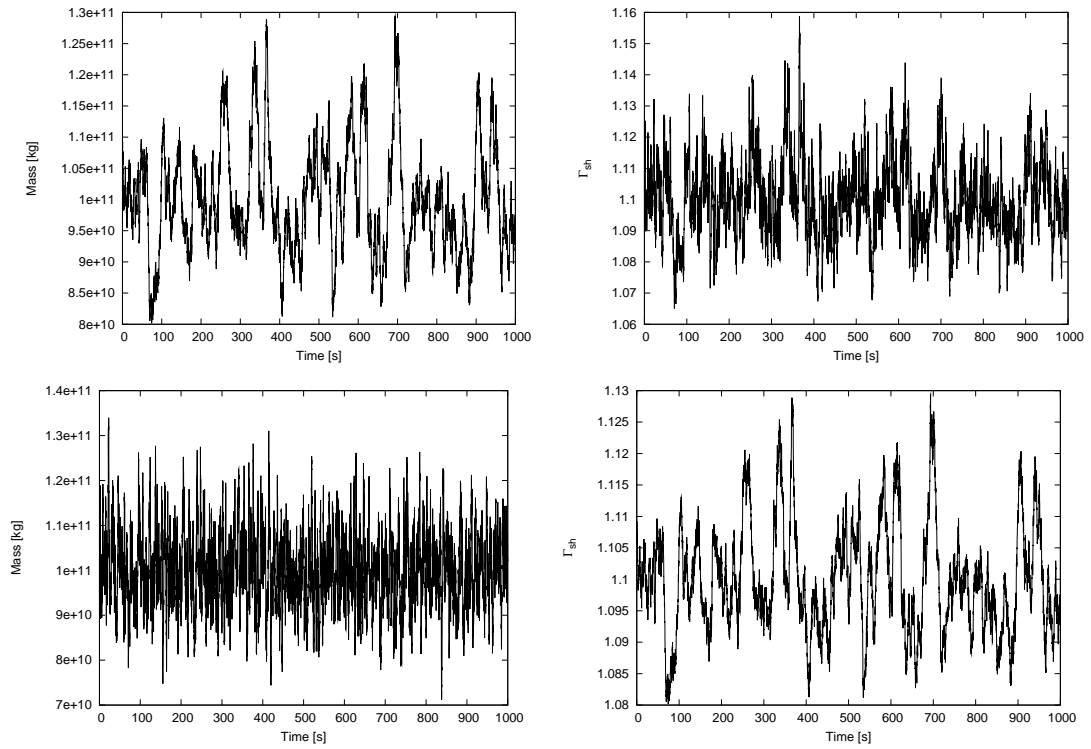 1.3e+11
1.25e+11
1.2e+11
1.15e+11
1.1e+11
1.05e+11
1e+11
9.5e+10
9e+10
8.5e+10
8e+10
Mass [kg]
0 100 200 300 400 500 600 700 800 900 1000
Time [s]
1.16
1.15
1.14
1.13
1.12
1.11
1.1
1.09
1.08
1.07
1.06
Γsh
0 100 200 300 400 500 600 700 800 900 1000
Time [s]
1.4e+11
1.3e+11
1.2e+11
1.1e+11
1e+11
9e+10
8e+10
7e+10
Mass [kg]
0 100 200 300 400 500 600 700 800 900 1000
Time [s]
1.13
1.125
1.12
1.115
1.11
1.105
1.1
1.095
1.09
1.085
1.08
Γsh
0 100 200 300 400 500 600 700 800 900 1000
Time [s]